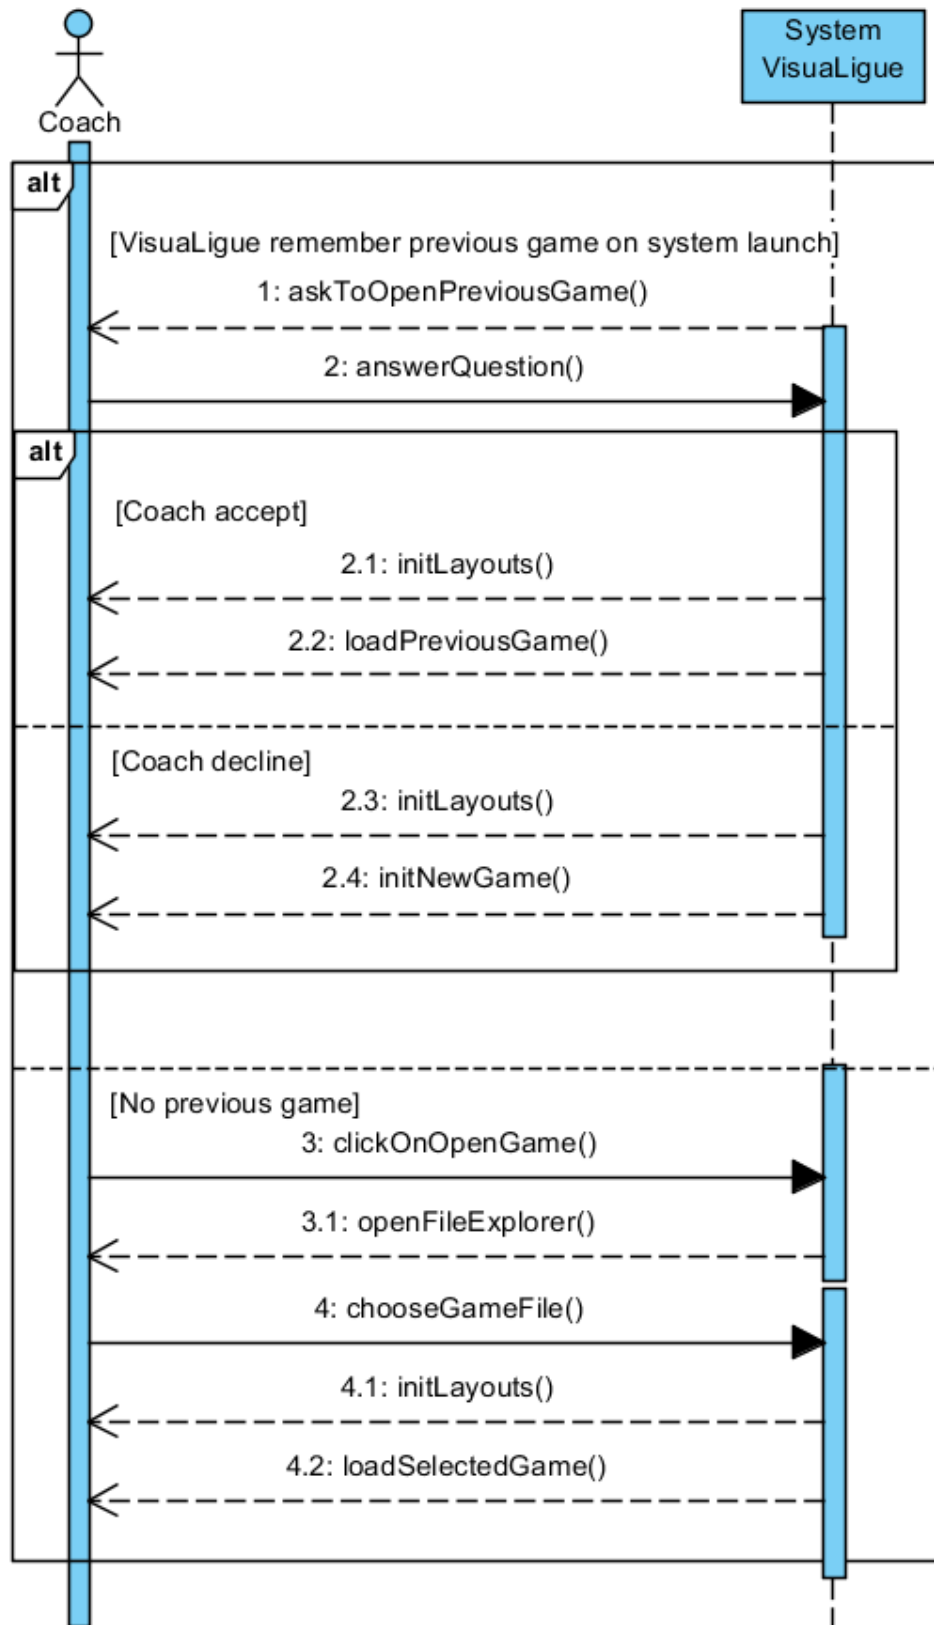 System
VisuaLigue
Coach
alt
[VisuaLigue remember previous game on system launch]
1: askToOpenPreviousGame()
2: answerQuestion()
alt
[Coach accept]
2.1: initLayouts()
2.2: loadPreviousGame()
[Coach decline]
2.3: initLayouts()
2.4: initNewGame()
[No previous game]
3: clickOnOpenGame()
3.1: openFileExplorer()
4: chooseGameFile()
4.1: initLayouts()
4.2: loadSelectedGame()